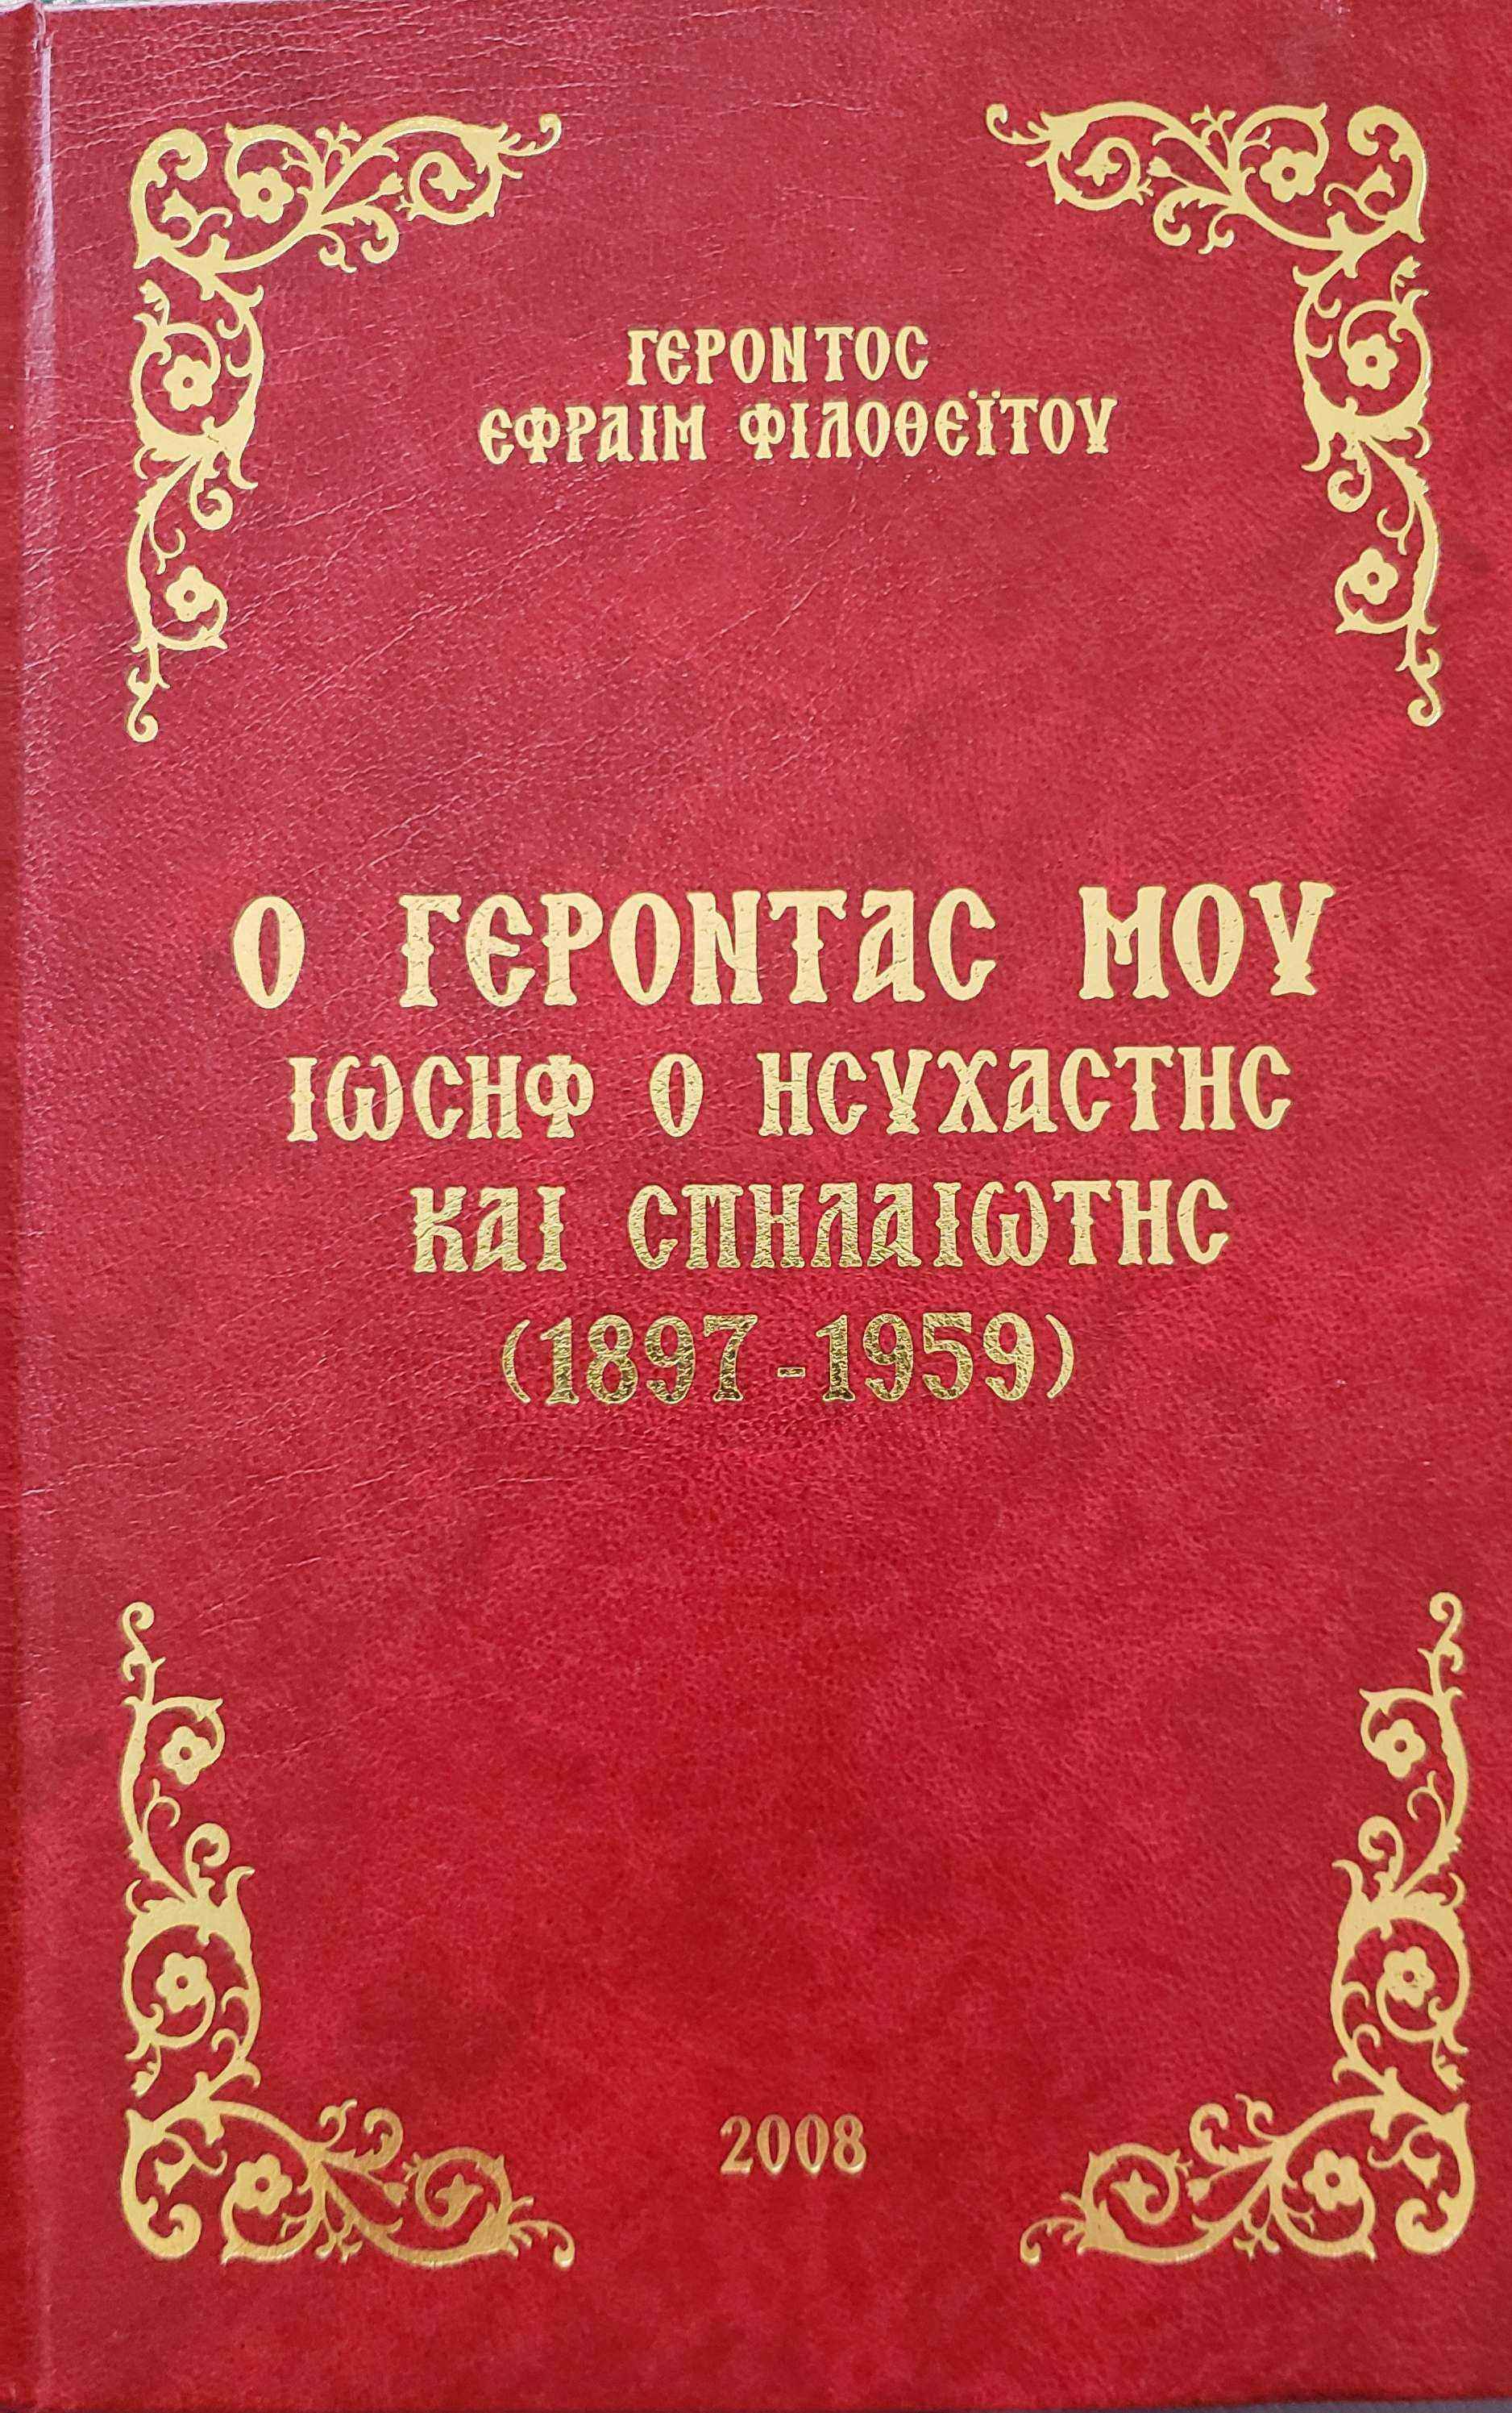 ΓΕΡΟΝΤΟΣ
ΕΦΡΑΙΜ ΦΙΛΟΘΕΪΤΟΥ
Ο ΓΕΡΟΝΤΑΣ ΜΟΥ
ΙΩΣΗΦ Ο ΗΣΥΧΑΣΤΗΣ
ΚΑΙ ΣΠΗΛΑΙΩΤΗΣ
(1897-1959)
2008